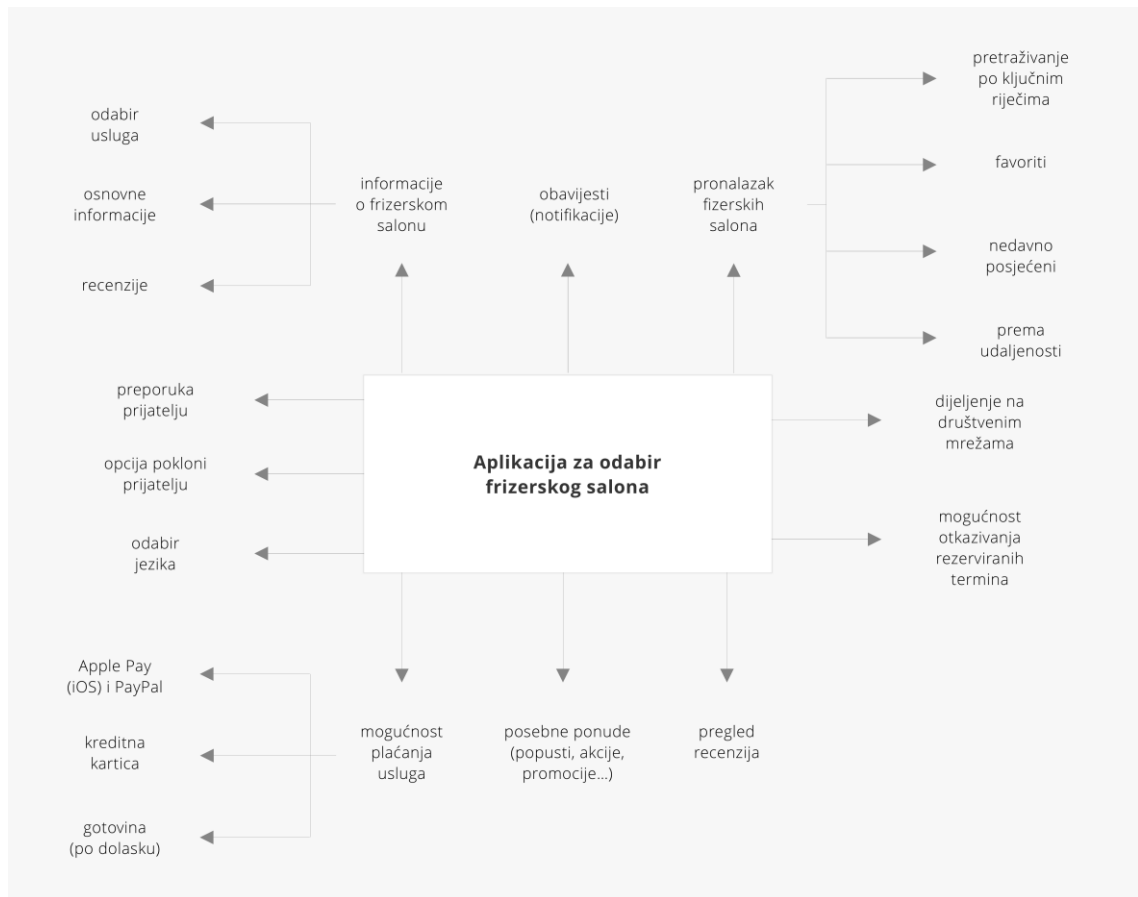 pretraživanje
po ključnim
riječima
odabir
usluga
favoriti
informacije
o frizerskom
salonu
obavijesti
(notifikacije)
pronalazak
fizerskih
salona
osnovne
informacije
nedavno
posjećeni
recenzije
prema
udaljenosti
preporuka
prijatelju
dijeljenje na
društvenim
mrežama
opcija pokloni
prijatelju
Aplikacija za odabir
frizerskog salona
odabir
jezika
mogućnost
otkazivanja
rezerviranih
termina
Apple Pay
(iOS) i PayPal
kreditna
kartica
gotovina
(po dolasku)
mogućnost
plaćanja
usluga
posebne ponude
(popusti, akcije,
promocije...)
pregled
recenzija